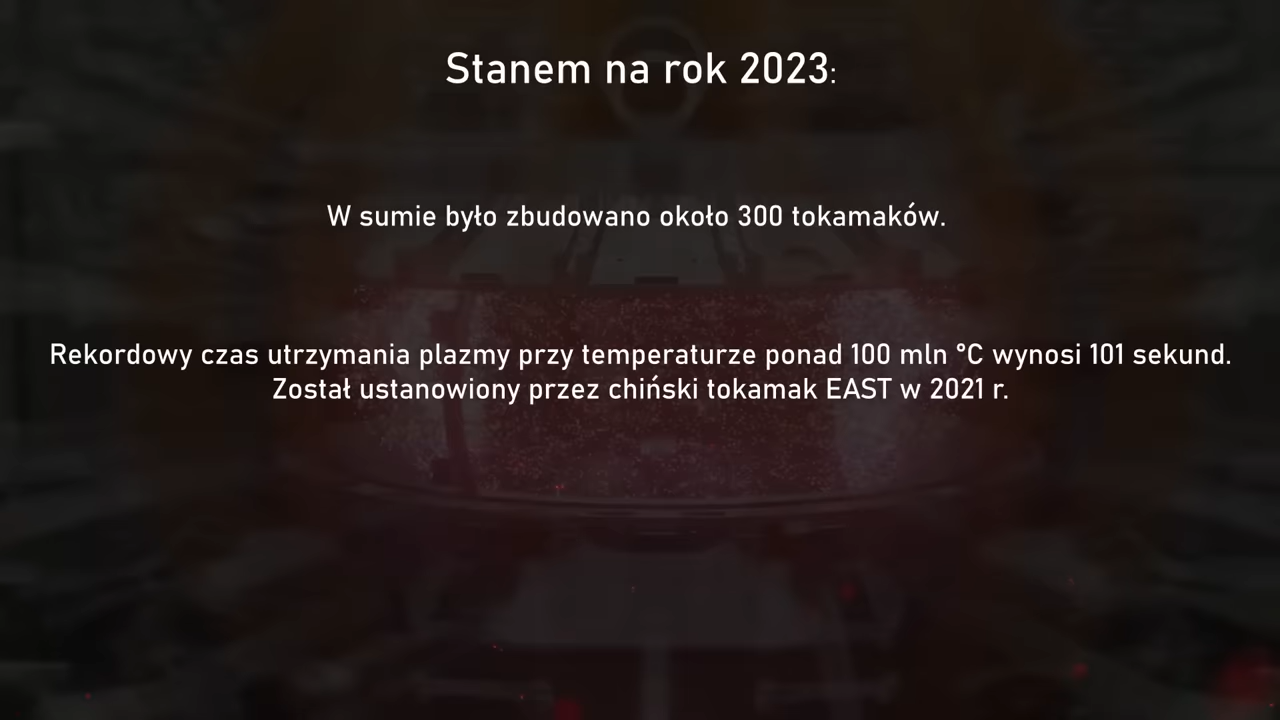 Stanem na rok 2023:
W sumie było zbudowano około 300 tokamaków.
Rekordowy czas utrzymania plazmy przy temperaturze ponad 100 mln °C wynosi 101 sekund.
Został ustanowiony przez chiński tokamak EAST w 2021 r.